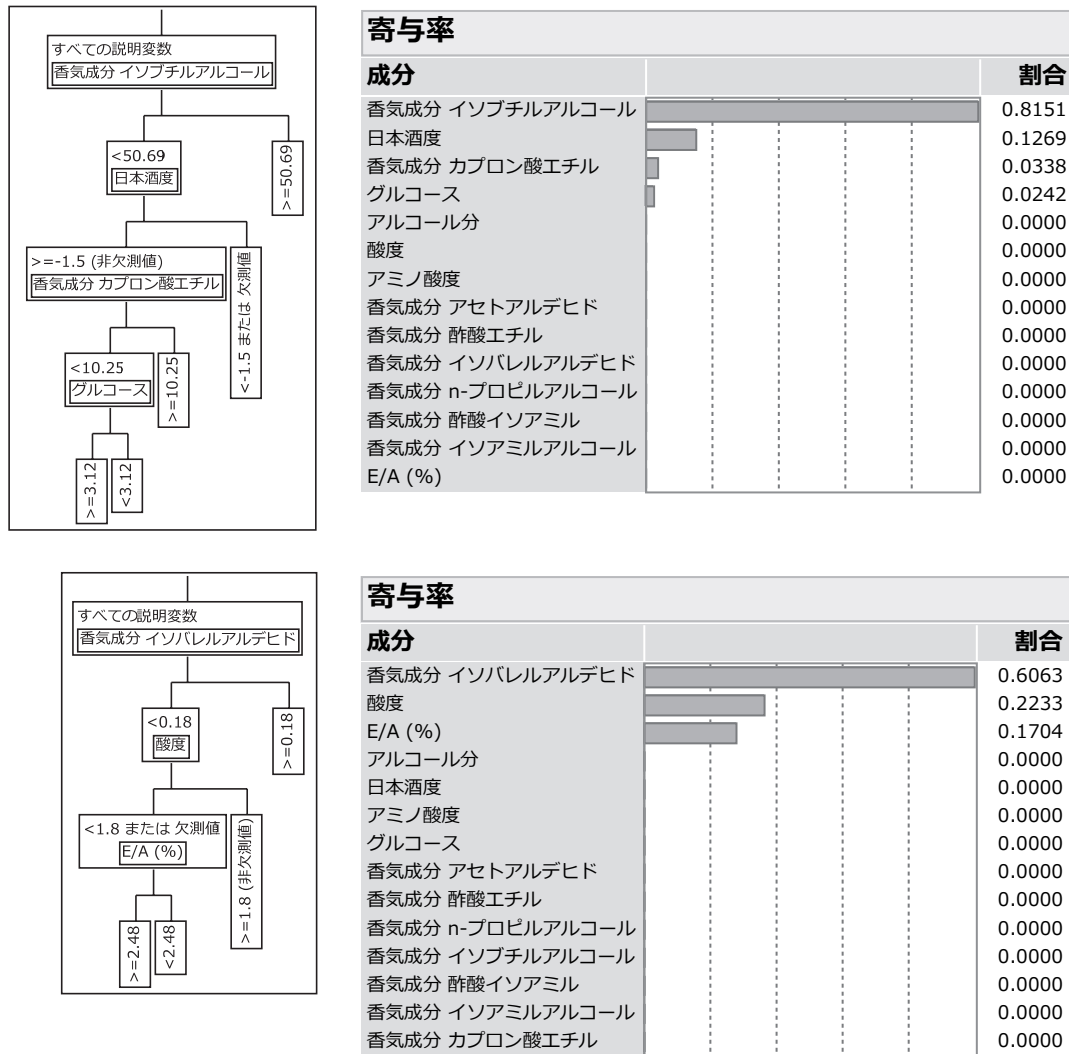 すべての説明変数
香気成分 イソブチルアルコール
<50.69
日本酒度
>=50.69
>=-1.5 (非欠測値)
香気成分 カプロン酸エチル
<-1.5 または 欠測値
<10.25
グルコース
>=10.25
>=3.12
<3.12
寄与率
成分 割合
香気成分 イソブチルアルコール 0.8151
日本酒度 0.1269
香気成分 カプロン酸エチル 0.0338
グルコース 0.0242
アルコール分 0.0000
酸度 0.0000
アミノ酸度 0.0000
香気成分 アセトアルデヒド 0.0000
香気成分 酢酸エチル 0.0000
香気成分 イソバレルアルデヒド 0.0000
香気成分 n-プロピルアルコール 0.0000
香気成分 酢酸イソアミル 0.0000
香気成分 イソアミルアルコール 0.0000
E/A (%) 0.0000
すべての説明変数
香気成分 イソバレルアルデヒド
<0.18
酸度
>=0.18
<1.8 または 欠測値
E/A (%)
>=1.8 (非欠測値)
>=2.48
<2.48
寄与率
成分 割合
香気成分 イソバレルアルデヒド 0.6063
酸度 0.2233
E/A (%) 0.1704
アルコール分 0.0000
日本酒度 0.0000
アミノ酸度 0.0000
グルコース 0.0000
香気成分 アセトアルデヒド 0.0000
香気成分 酢酸エチル 0.0000
香気成分 n-プロピルアルコール 0.0000
香気成分 イソブチルアルコール 0.0000
香気成分 酢酸イソアミル 0.0000
香気成分 イソアミルアルコール 0.0000
香気成分 カプロン酸エチル 0.0000